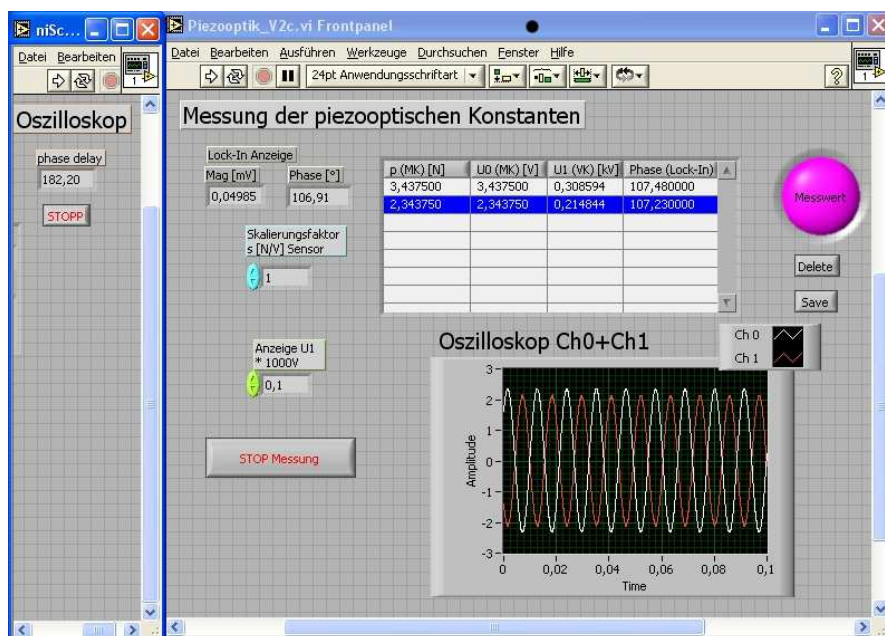 niSc...
Datei Bearbeiten
1
Oszilloskop
phase delay
182,20
STOPP
Piezooptik_V2c.vi Frontpanel
Datei Bearbeiten Ausführen Werkzeuge Durchsuchen Fenster Hilfe
24pt Anwendungsschriftart
?
1
Messung der piezooptischen Konstanten
Lock-In Anzeige
Mag [mV] Phase [°]
0,04985 106,91
Skalierungsfaktor
s [N/V] Sensor
1
p (MK) [N] U0 (MK) [V] U1 (VK) [kV] Phase (Lock-In)
3,437500 3,437500 0,308594 107,480000
2,343750 2,343750 0,214844 107,230000
Messwert
Delete
Save
Anzeige U1
* 1000V
0,1
STOP Messung
Oszilloskop Ch0+Ch1
Ch 0
Ch 1
Amplitude
3
2
1
0
-1
-2
-3
0 0,02 0,04 0,06 0,08 0,1
Time